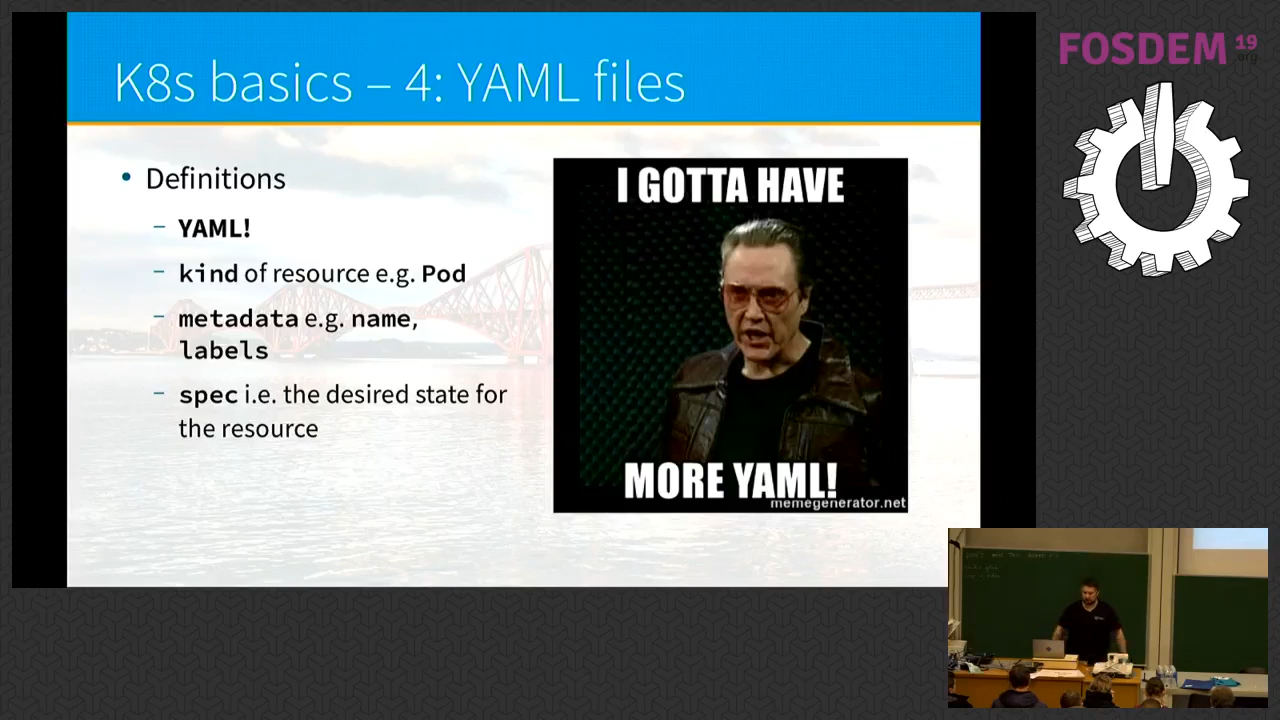 K8s basics – 4: YAML files
• Definitions
– YAML!
– kind of resource e.g. Pod
– metadata e.g. name,
labels
– spec i.e. the desired state for
the resource
I GOTTA HAVE
MORE YAML!
memegenerator.net
FOSDEM 19
.org